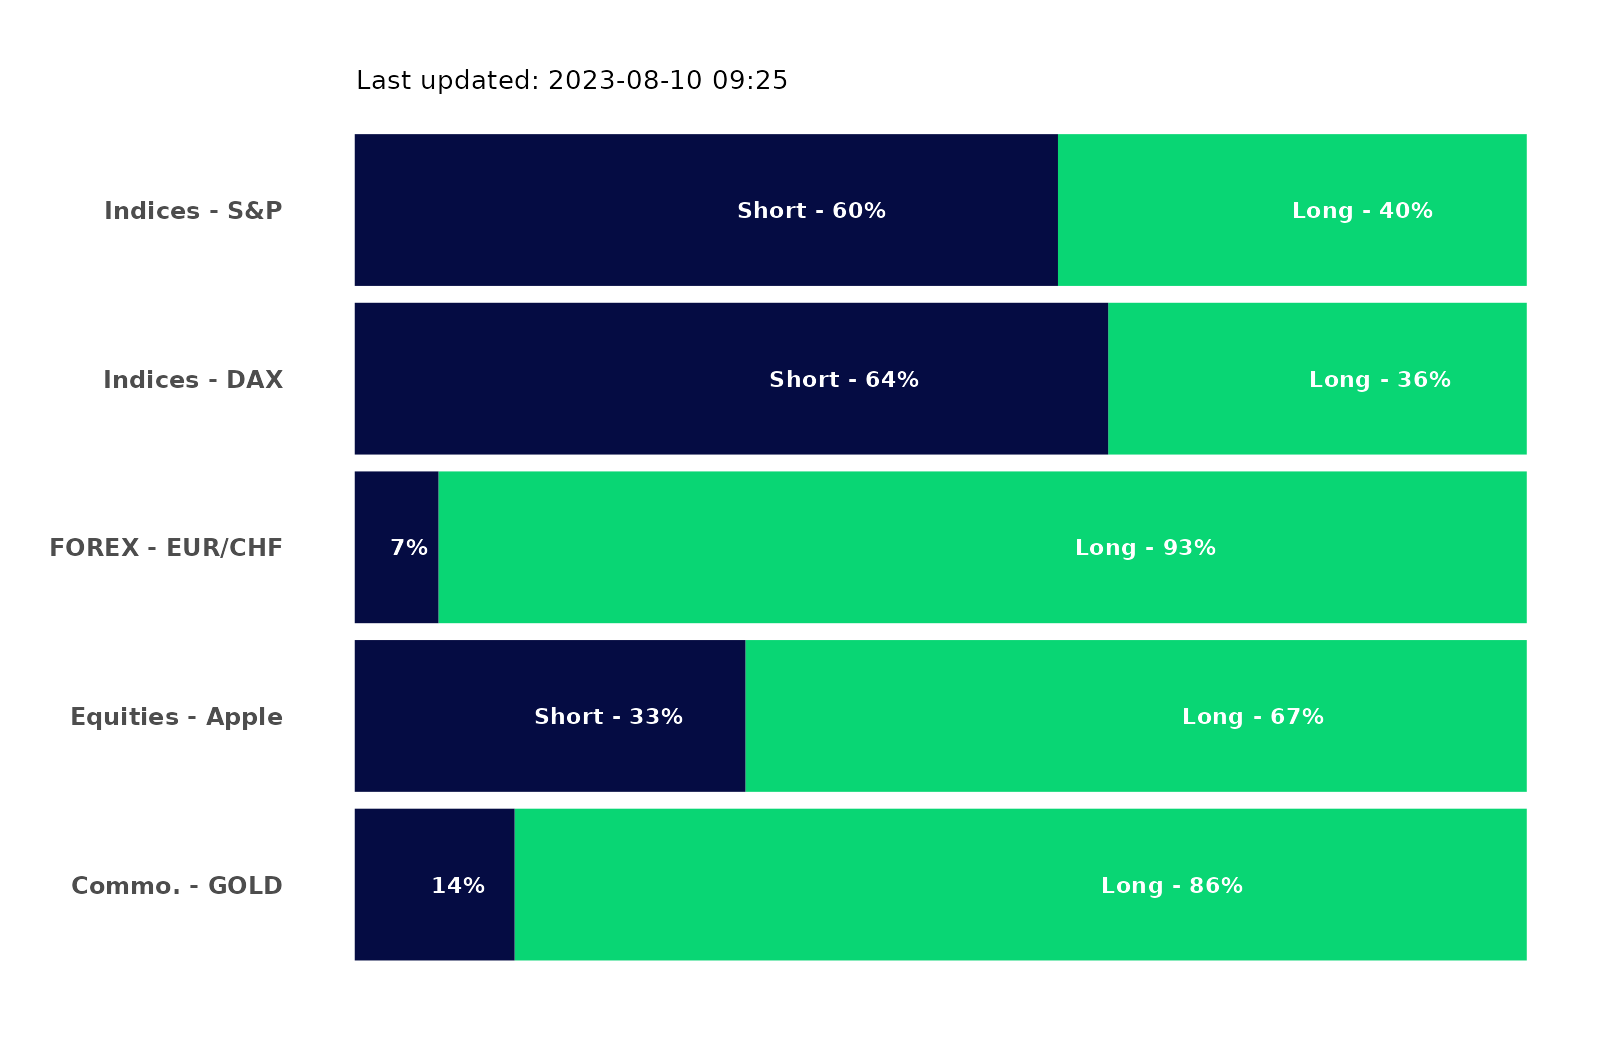 Last updated: 2023-08-10 09:25
Indices - S&P Short - 60% Long - 40%
Indices - DAX Short - 64% Long - 36%
FOREX - EUR/CHF 7% Long - 93%
Equities - Apple Short - 33% Long - 67%
Commo. - GOLD 14% Long - 86%